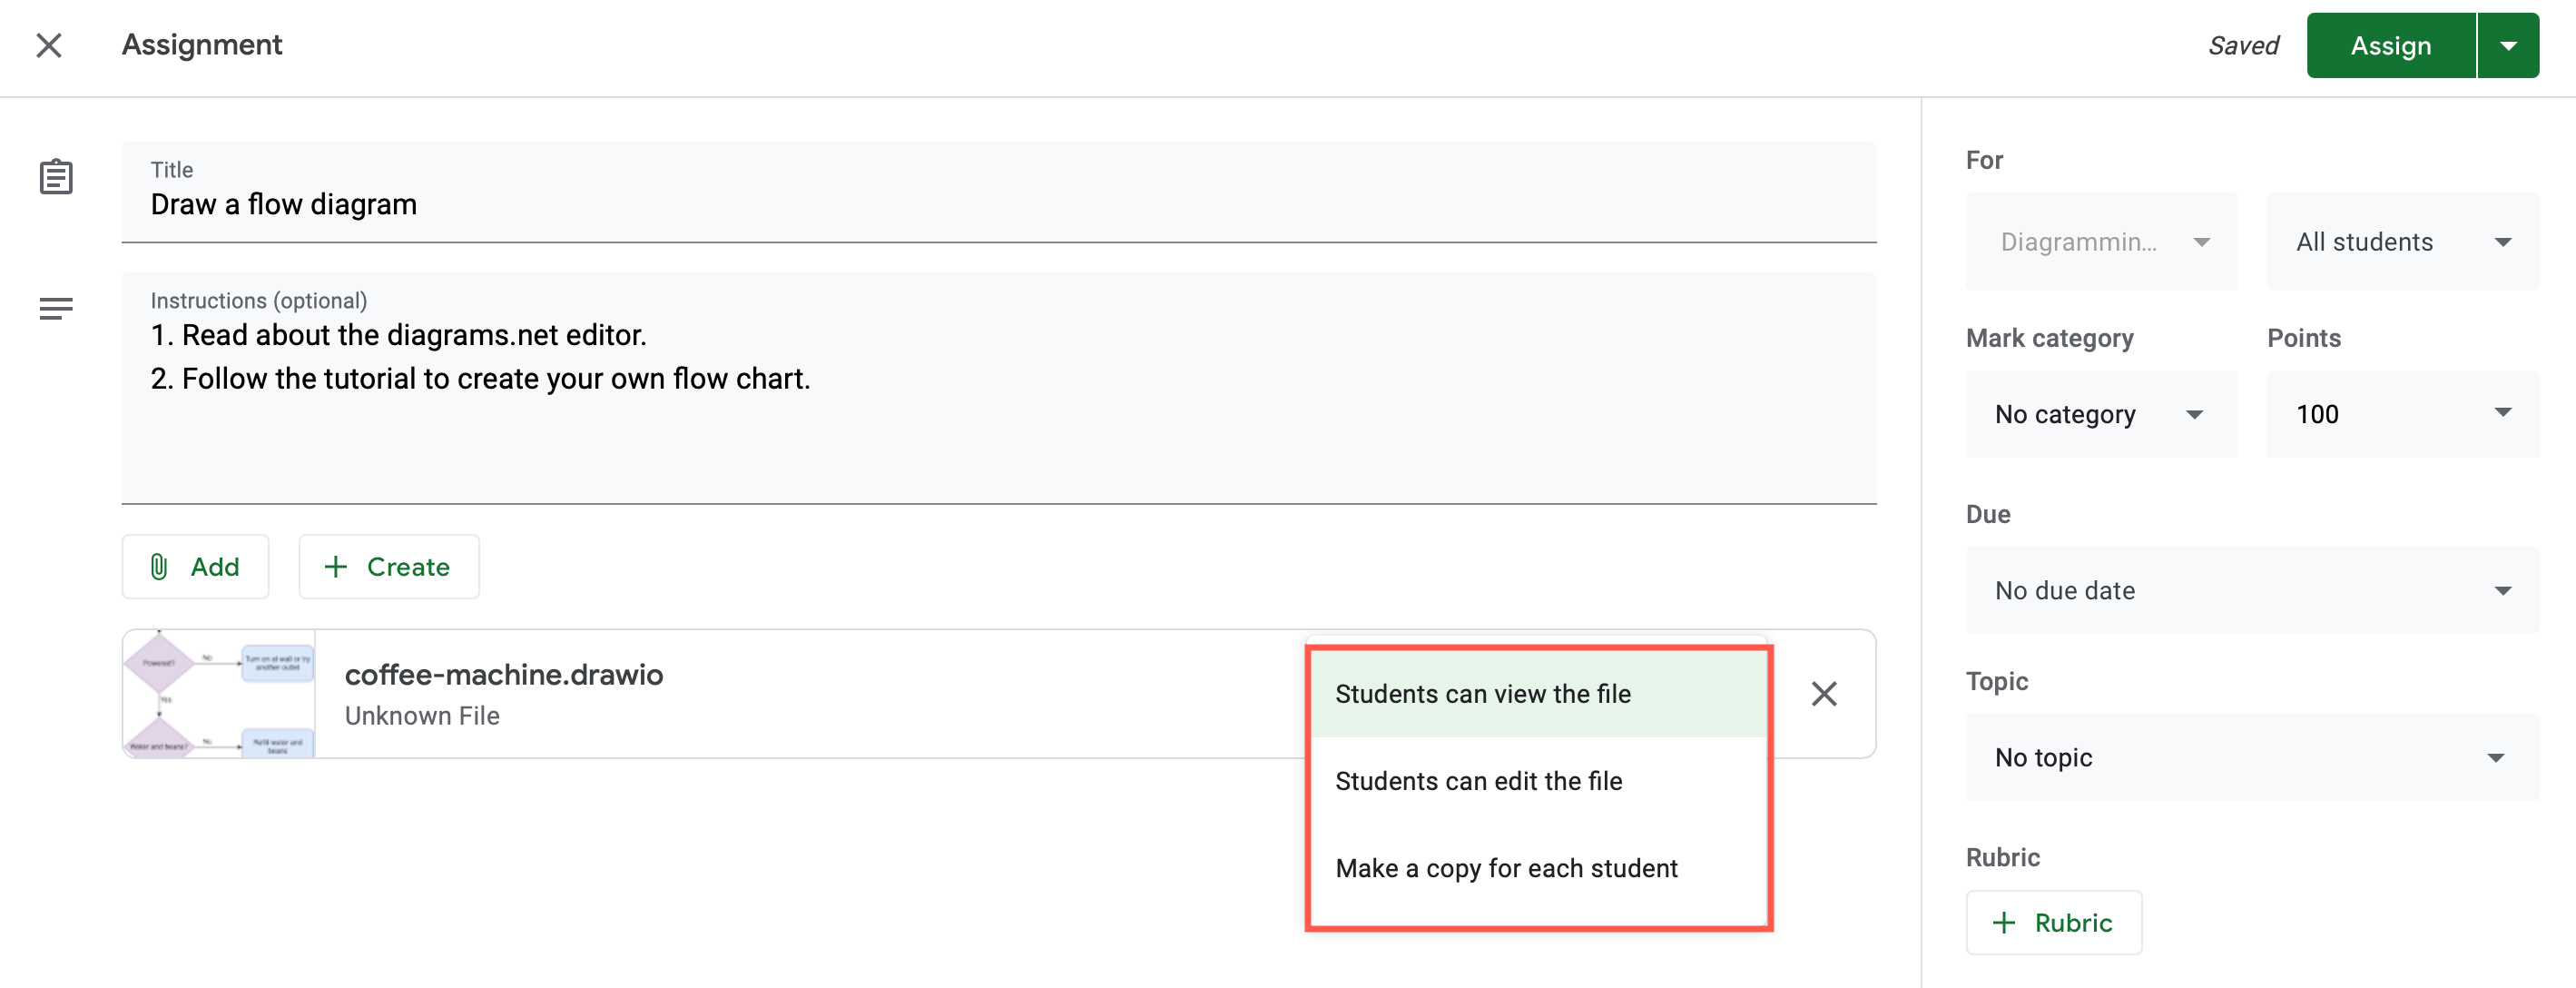 Assignment
Saved
Assign
Title
Draw a flow diagram
Instructions (optional)
1. Read about the diagrams.net editor.
2. Follow the tutorial to create your own flow chart.
Add
Create
Powered?
No
Turn on at wall or try
another outlet
Yes
Water and beans?
No
Refill water and
beans
coffee-machine.drawio
Unknown File
Students can view the file
Students can edit the file
Make a copy for each student
For
Diagrammin...
All students
Mark category
Points
No category
100
Due
No due date
Topic
No topic
Rubric
Rubric